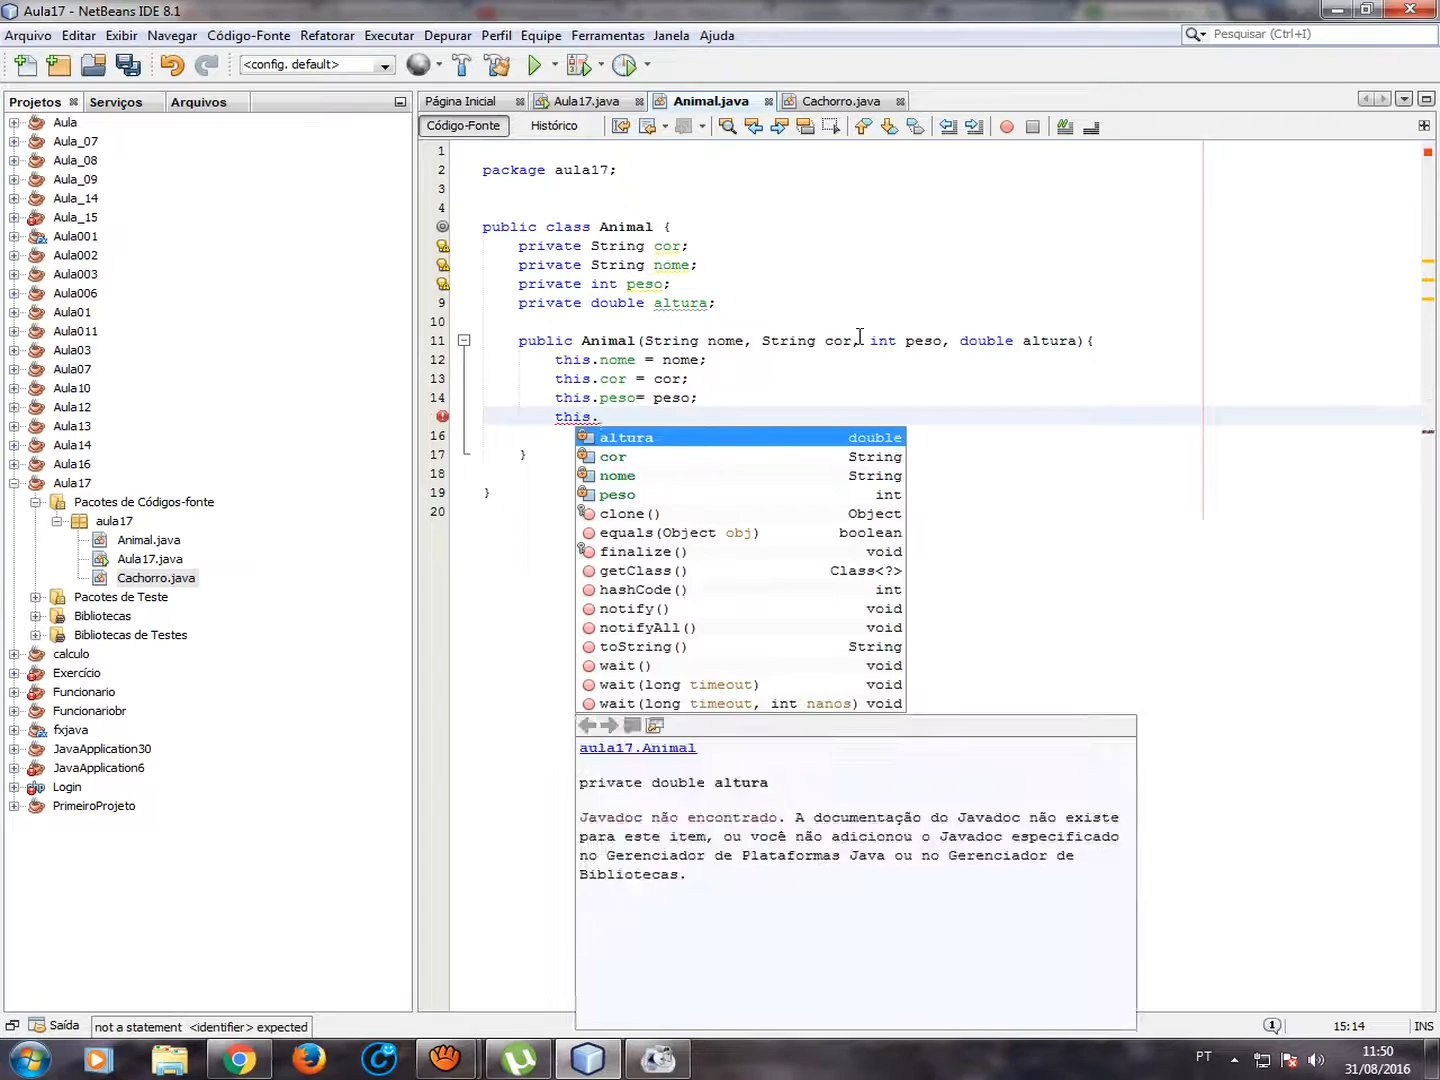 Aula17 - NetBeans IDE 8.1
Arquivo Editar Exibir Navegar Código-Fonte Refatorar Executar Depurar Perfil Equipe Ferramentas Janela Ajuda
Pesquisar (Ctrl+I)
<config. default>
Projetos Serviços Arquivos
Página Inicial Aula17.java Animal.java Cachorro.java
Código-Fonte Histórico
Aula
Aula_07
Aula_08
Aula_09
Aula_14
Aula_15
Aula001
Aula002
Aula003
Aula006
Aula01
Aula011
Aula03
Aula07
Aula10
Aula12
Aula13
Aula14
Aula16
Aula17
Pacotes de Códigos-fonte
aula17
Animal.java
Aula17.java
Cachorro.java
Pacotes de Teste
Bibliotecas
Bibliotecas de Testes
calculo
Exercício
Funcionario
Funcionariobr
fxjava
JavaApplication30
JavaApplication6
Login
PrimeiroProjeto
1
2 package aula17;
3
4
public class Animal {
private String cor;
private String nome;
private int peso;
9 private double altura;
10
11 public Animal(String nome, String cor, int peso, double altura){
12 this.nome = nome;
13 this.cor = cor;
14 this.peso= peso;
this.
16
17 }
18
19 }
20
altura double
cor String
nome String
peso int
clone() Object
equals(Object obj) boolean
finalize() void
getClass() Class<?>
hashCode() int
notify() void
notifyAll() void
toString() String
wait() void
wait(long timeout) void
wait(long timeout, int nanos) void
aula17.Animal
private double altura
Javadoc não encontrado. A documentação do Javadoc não existe
para este item, ou você não adicionou o Javadoc especificado
no Gerenciador de Plataformas Java ou no Gerenciador de
Bibliotecas.
Saída not a statement <identifier> expected
1 15:14 INS
PT 11:50
31/08/2016